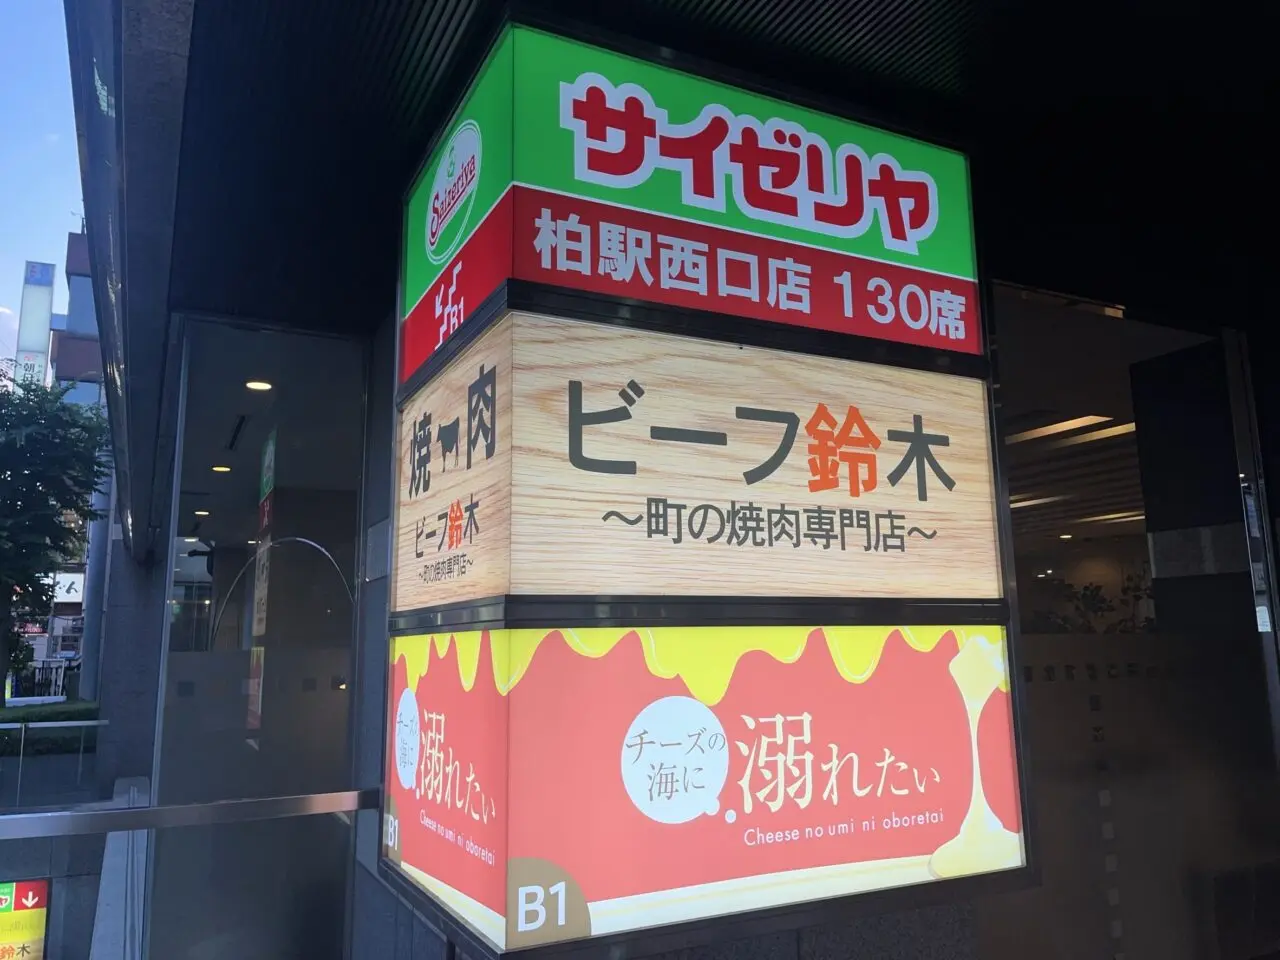 サイゼリヤ
柏駅西口店 130席
Saizeriya
B1
ビーフ鈴木
〜町の焼肉専門店〜
焼肉
ビーフ鈴木
〜町の焼肉専門店〜
チーズの
海に
溺れたい
Cheese no umi ni oboretai
B1
チーズの
海に
溺れたい
Cheese no umi ni oboretai
B1
鈴木